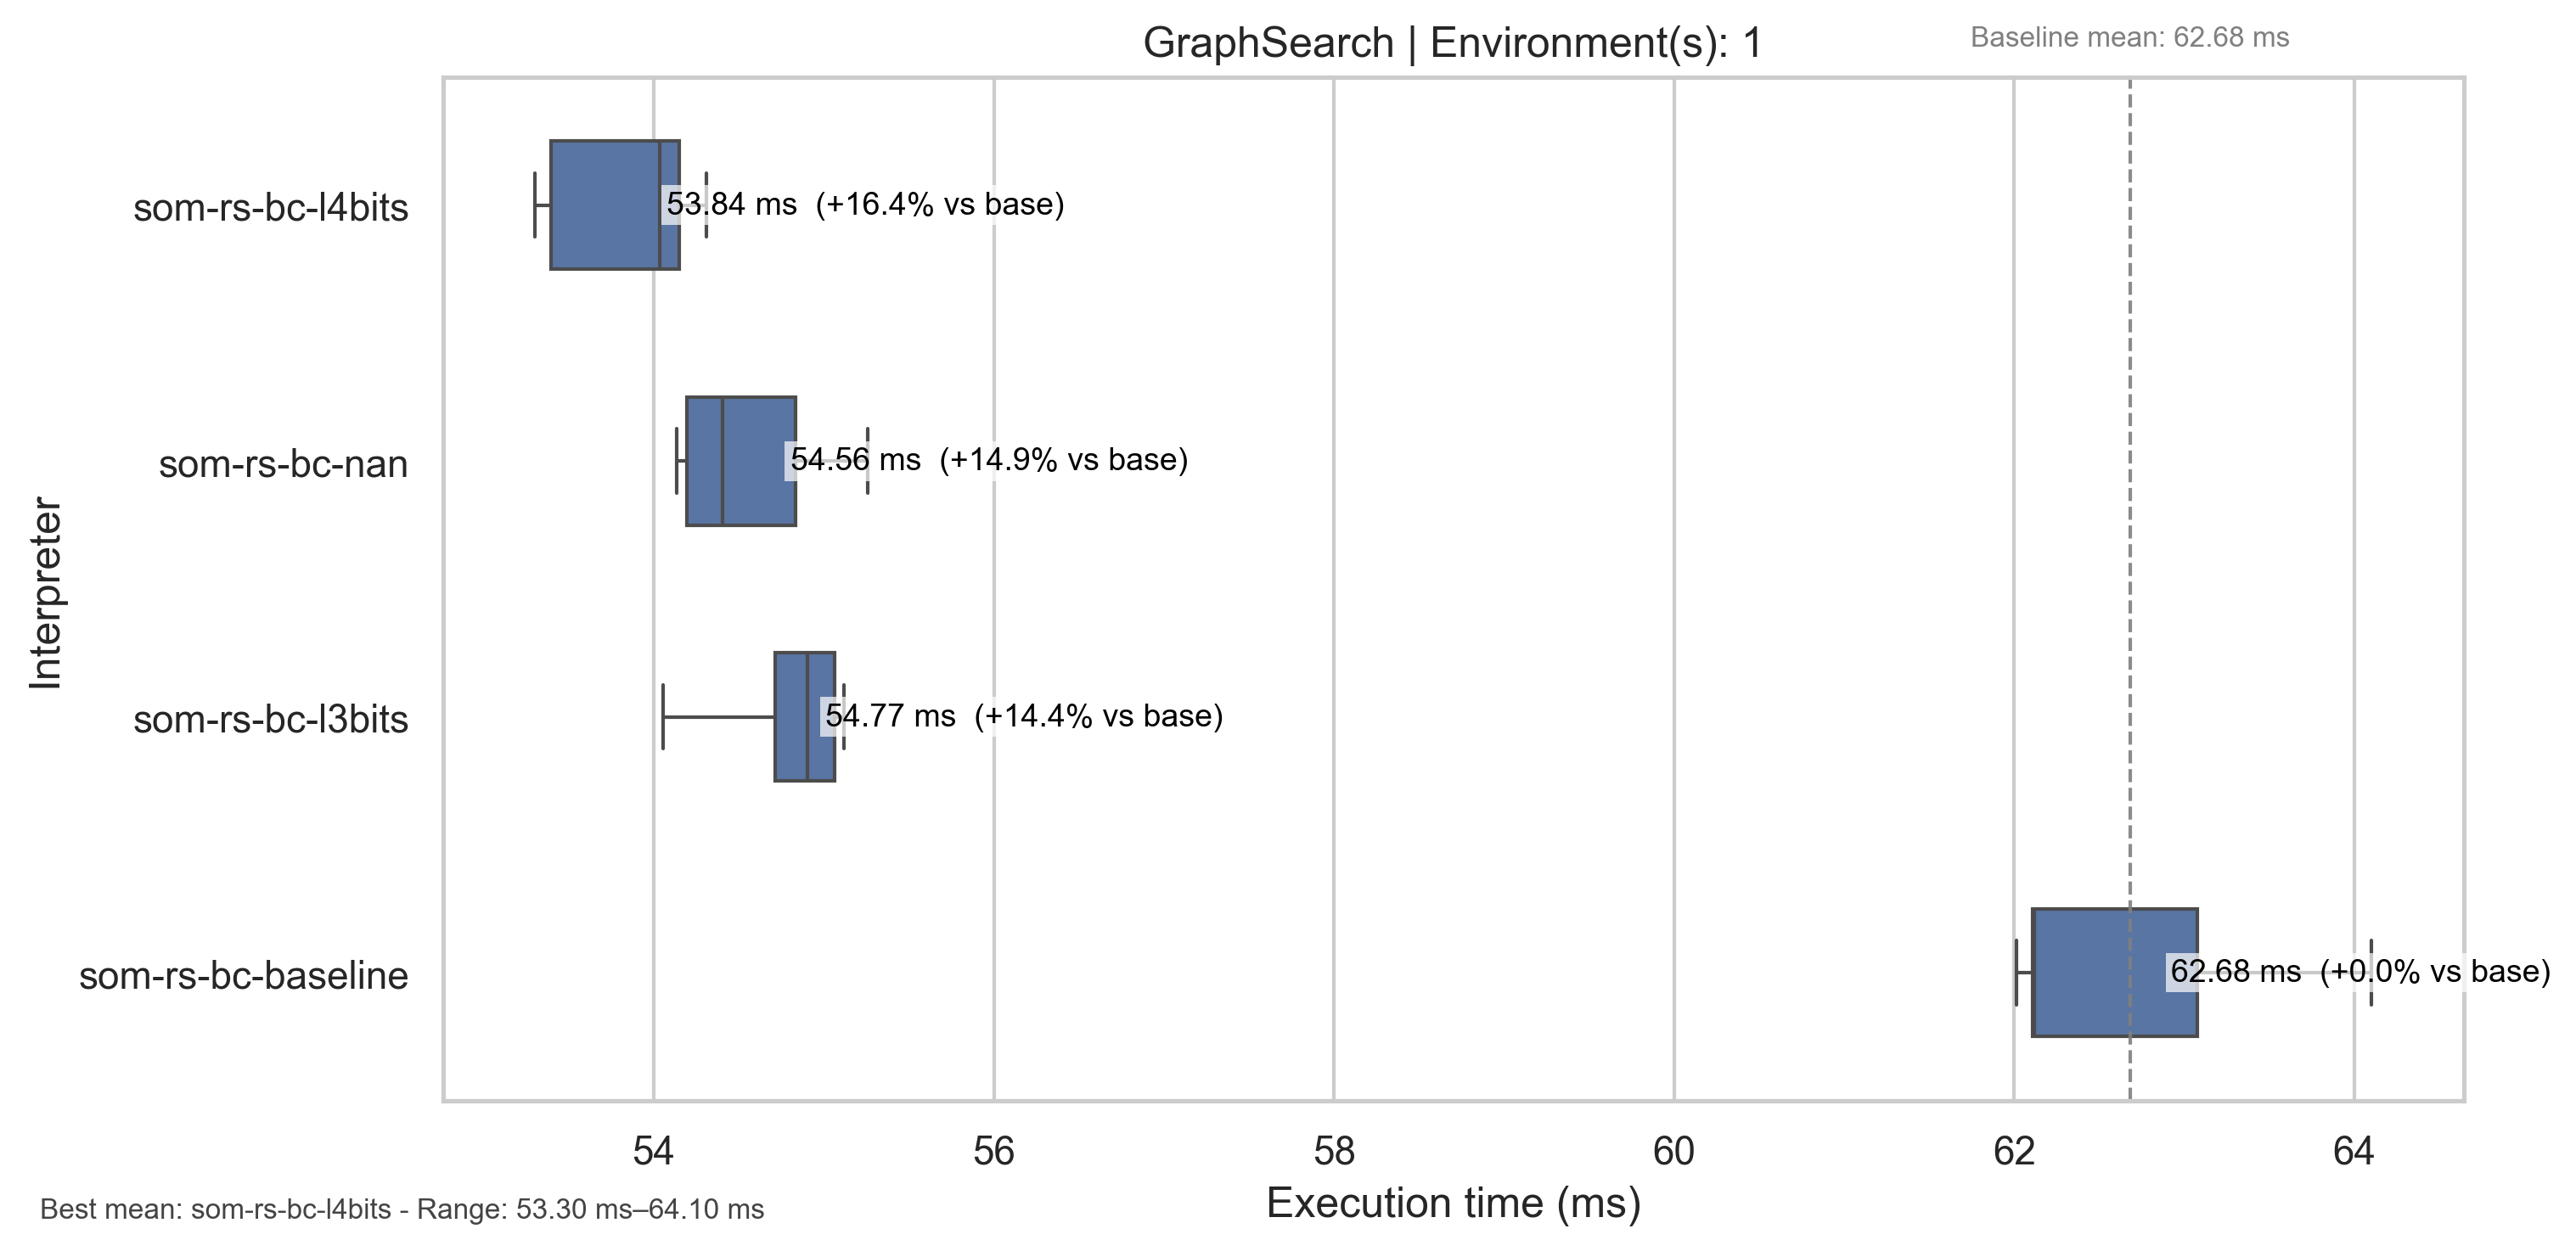 GraphSearch | Environment(s): 1
Baseline mean: 62.68 ms
Interpreter
som-rs-bc-l4bits
53.84 ms  (+16.4% vs base)
som-rs-bc-nan
54.56 ms  (+14.9% vs base)
som-rs-bc-l3bits
54.77 ms  (+14.4% vs base)
som-rs-bc-baseline
62.68 ms  (+0.0% vs base)
54 56 58 60 62 64
Execution time (ms)
Best mean: som-rs-bc-l4bits - Range: 53.30 ms–64.10 ms